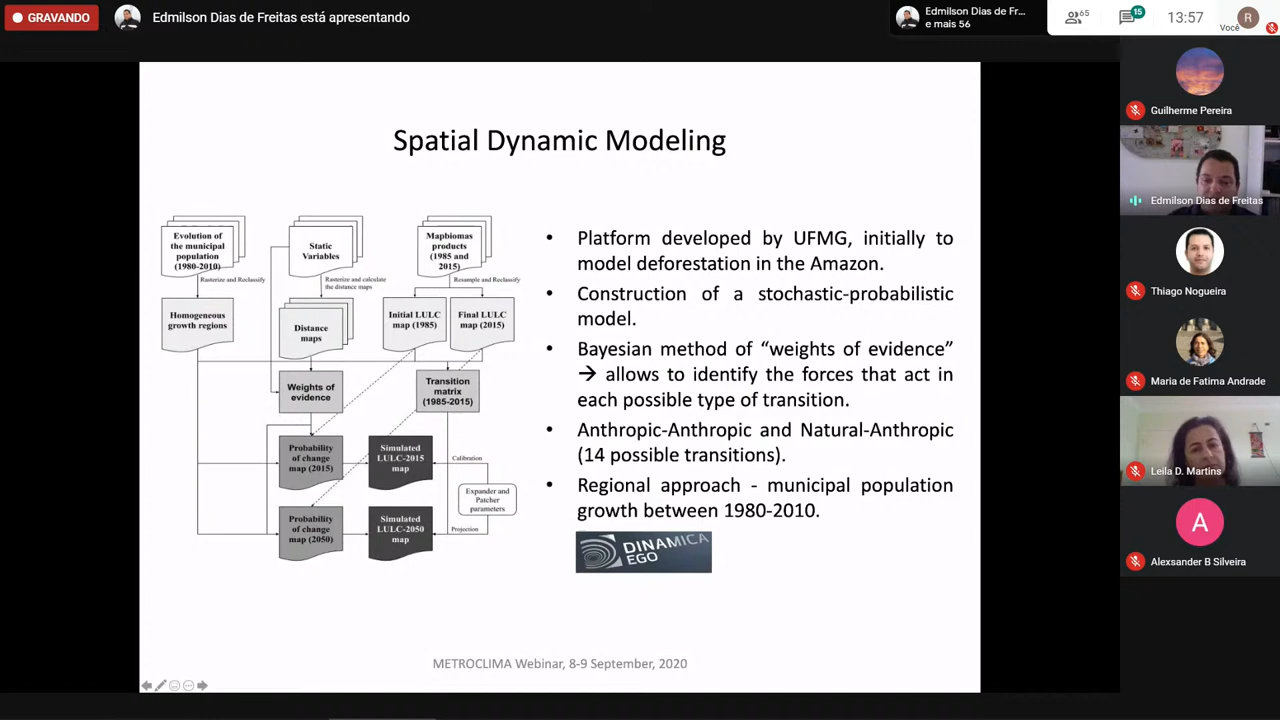 GRAVANDO
Edmilson Dias de Freitas está apresentando
Edmilson Dias de Fr...
e mais 56
65
15
13:57
Você
R
Spatial Dynamic Modeling
Evolution of
the municipal
population
(1980-2010)
Static
Variables
Mapbiomas
products
(1985 and
2015)
Rasterize and Reclassify
Rasterize and calculate
the distance maps
Resample and Reclassify
Homogeneous
growth regions
Distance
maps
Initial LULC
map (1985)
Final LULC
map (2015)
Weights of
evidence
Transition
matrix
(1985-2015)
Probability
of change
map (2015)
Simulated
LULC-2015
map
Calibration
Expander and
Patcher
parameters
Probability
of change
map (2050)
Simulated
LULC-2050
map
Projection
• Platform developed by UFMG, initially to
model deforestation in the Amazon.
• Construction of a stochastic-probabilistic
model.
• Bayesian method of “weights of evidence”
→ allows to identify the forces that act in
each possible type of transition.
• Anthropic-Anthropic and Natural-Anthropic
(14 possible transitions).
• Regional approach - municipal population
growth between 1980-2010.
DINAMICA
EGO
METROCLIMA Webinar, 8-9 September, 2020
Guilherme Pereira
Edmilson Dias de Freitas
Thiago Nogueira
Maria de Fatima Andrade
Leila D. Martins
A
Alexsander B Silveira